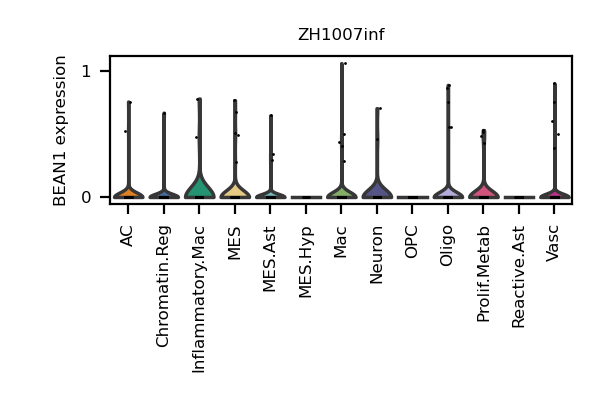 ZH1007inf
BEAN1 expression
1
0
AC
Chromatin.Reg
Inflammatory.Mac
MES
MES.Ast
MES.Hyp
Mac
Neuron
OPC
Oligo
Prolif.Metab
Reactive.Ast
Vasc